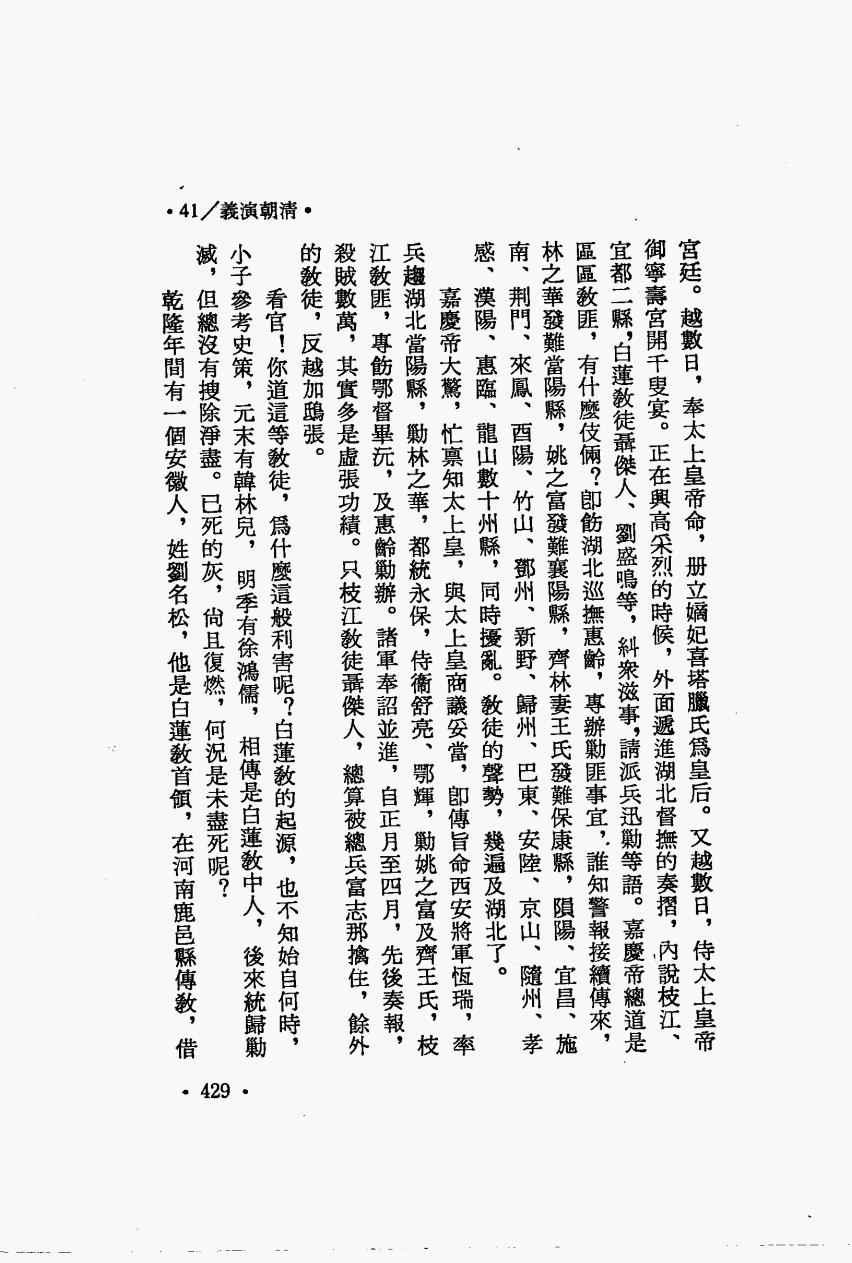 •41／義演朝清•
宮廷。越數日，奉太上皇帝命，册立嫡妃喜塔臘氏爲皇后。又越數日，侍太上皇帝
御寧壽宮開千叟宴。正在興高采烈的時候，外面遞進湖北督撫的奏摺，內說枝江、
宜都二縣，白蓮敎徒聶傑人、劉盛鳴等，糾衆滋事，請派兵迅勦等語。嘉慶帝總道是
區區敎匪，有什麼伎倆？卽飭湖北巡撫惠齡，專辦勦匪事宜，誰知警報接續傳來，
林之華發難當陽縣，姚之富發難襄陽縣，齊林妻王氏發難保康縣，隕陽、宜昌、施
南、荆門、來鳳、酉陽、竹山、鄧州、新野、歸州、巴東、安陸、京山、隨州、孝
感、漢陽、惠臨、龍山數十州縣，同時擾亂。敎徒的聲勢，幾遍及湖北了。
嘉慶帝大驚，忙禀知太上皇，與太上皇商議妥當，卽傳旨命西安將軍恆瑞，率
兵趨湖北當陽縣，勦林之華，都統永保，侍衞舒亮、鄂輝，勦姚之富及齊王氏，枝
江敎匪，專飭鄂督畢沅，及惠齡勦辦。諸軍奉詔並進，自正月至四月，先後奏報，
殺賊數萬，其實多是虛張功績。只枝江敎徒聶傑人，總算被總兵富志那擒住，餘外
的敎徒，反越加鴟張。
看官！你道這等敎徒，爲什麼這般利害呢？白蓮敎的起源，也不知始自何時，
小子參考史策，元末有韓林兒，明季有徐鴻儒，相傳是白蓮敎中人，後來統歸勦
滅，但總沒有搜除淨盡。已死的灰，尙且復燃，何況是未盡死呢？
乾隆年間有一個安徽人，姓劉名松，他是白蓮敎首領，在河南鹿邑縣傳敎，借
•429•